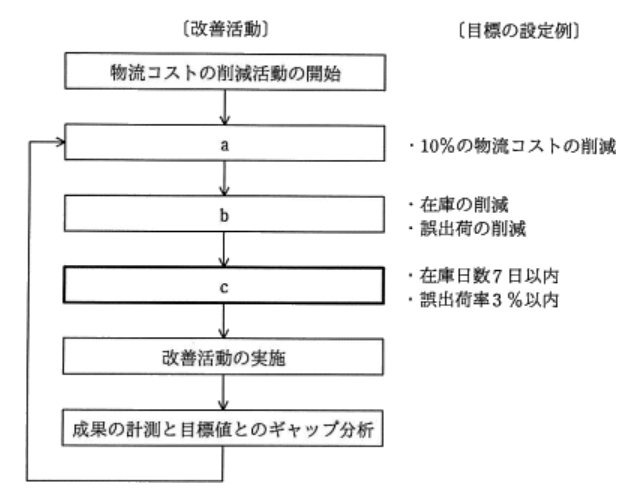 〔改善活動〕
〔目標の設定例〕
物流コストの削減活動の開始
a
・10％の物流コストの削減
b
・在庫の削減
・誤出荷の削減
c
・在庫日数7日以内
・誤出荷率3％以内
改善活動の実施
成果の計測と目標値とのギャップ分析